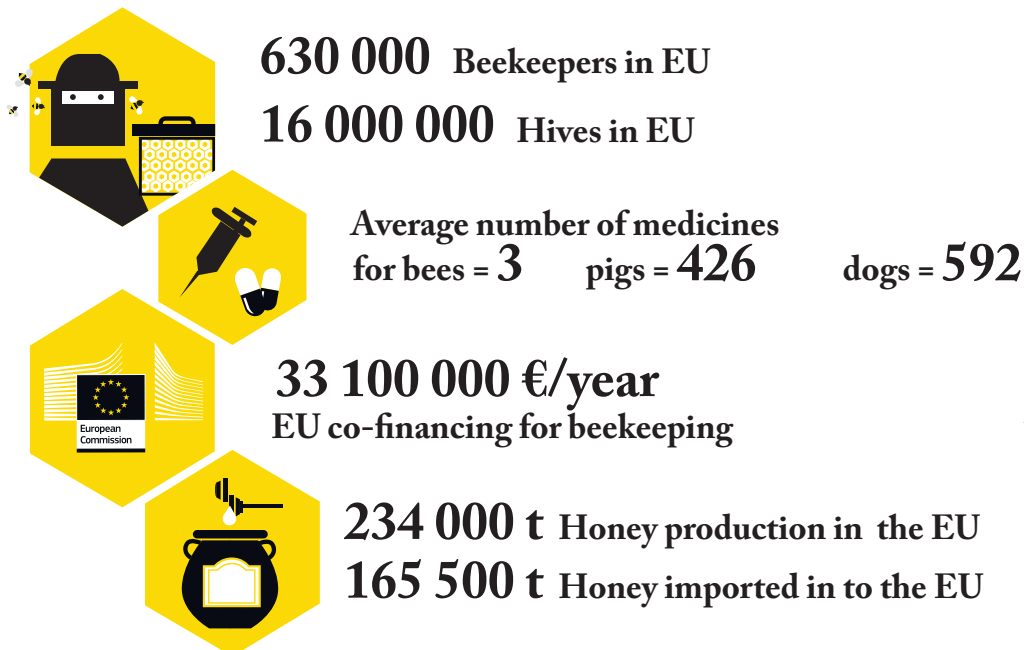 630 000 Beekeepers in EU
16 000 000 Hives in EU
Average number of medicines
for bees = 3 pigs = 426 dogs = 592
33 100 000 €/year
EU co-financing for beekeeping
European
Commission
234 000 t Honey production in the EU
165 500 t Honey imported in to the EU